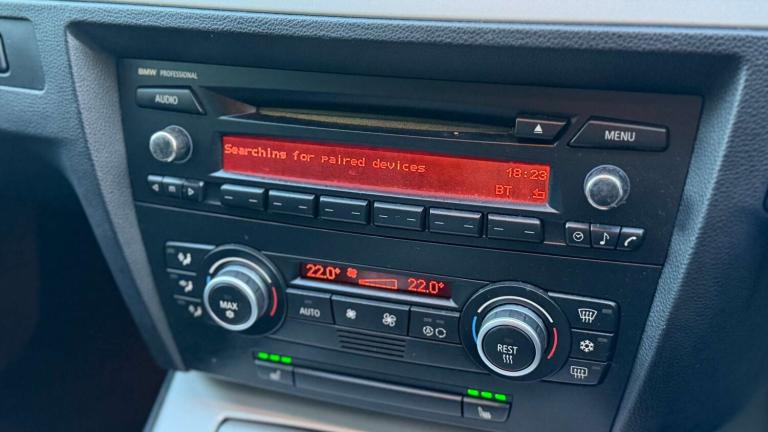 BMW PROFESSIONAL
AUDIO
MENU
Searching for paired devices
18:23
BT
22.0°
22.0°
MAX
AUTO
REST